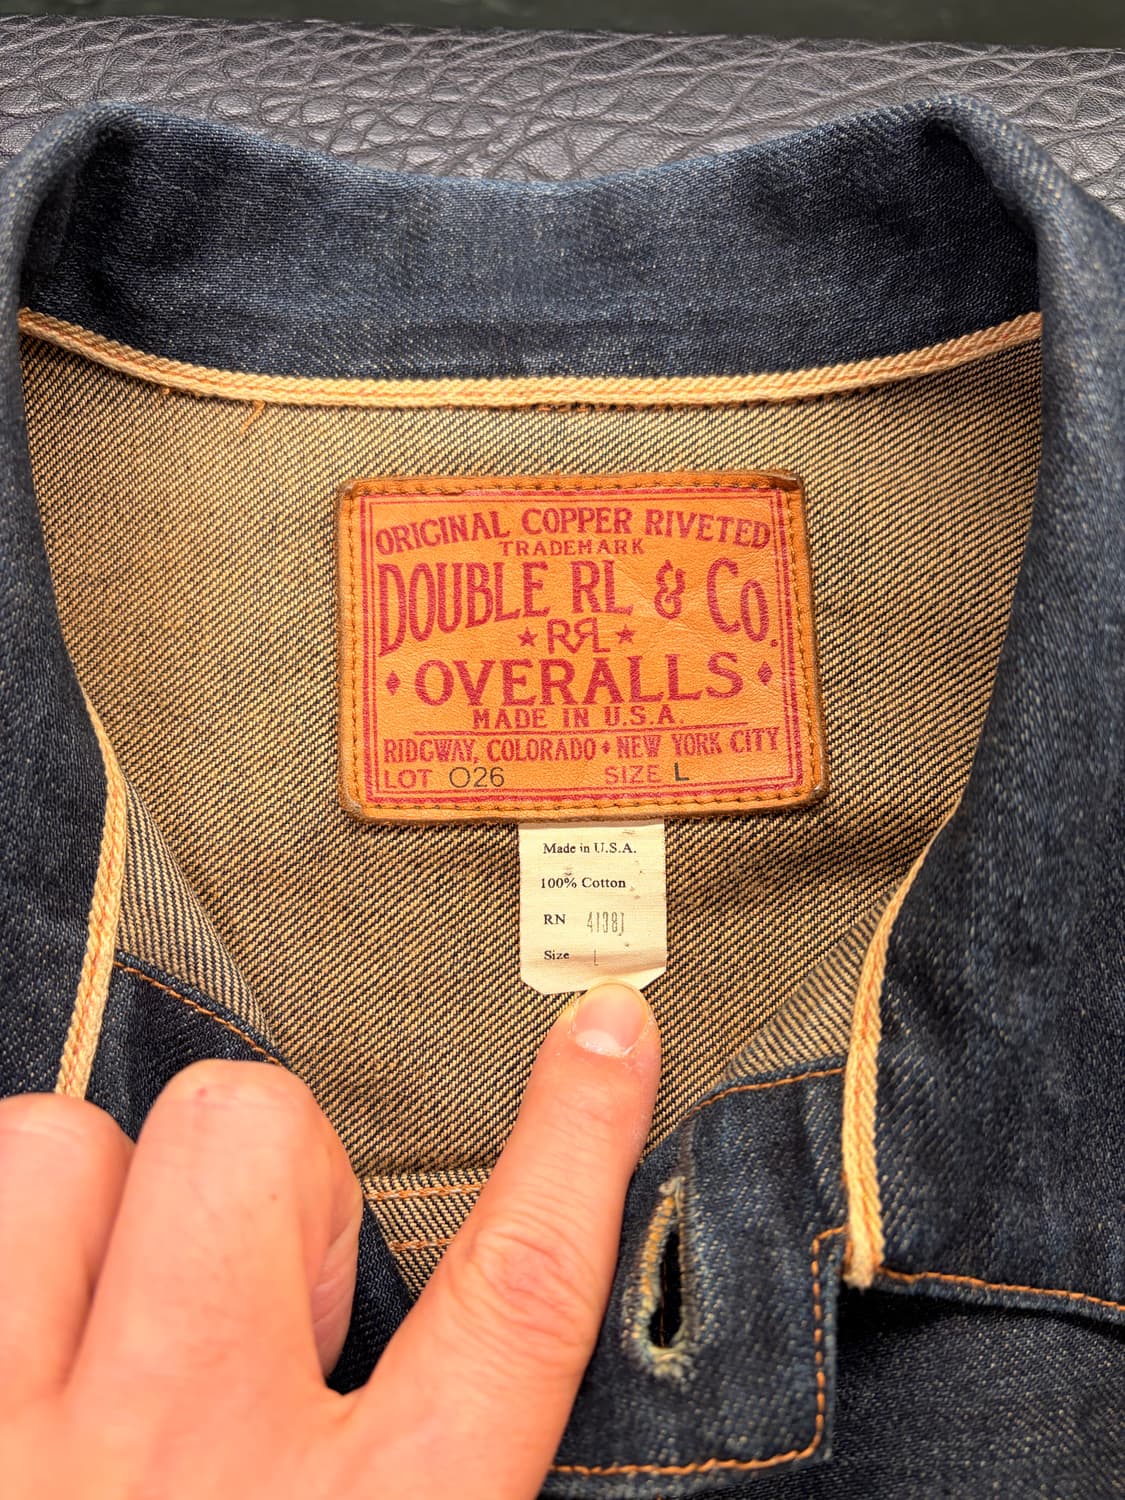 ORIGINAL COPPER RIVETED
TRADEMARK
DOUBLE RL & Co.
★ RRL ★
♦ OVERALLS ♦
MADE IN U.S.A.
RIDGWAY, COLORADO ♦ NEW YORK CITY
LOT 026 SIZE L
Made in U.S.A.
100% Cotton
RN 41381
Size L